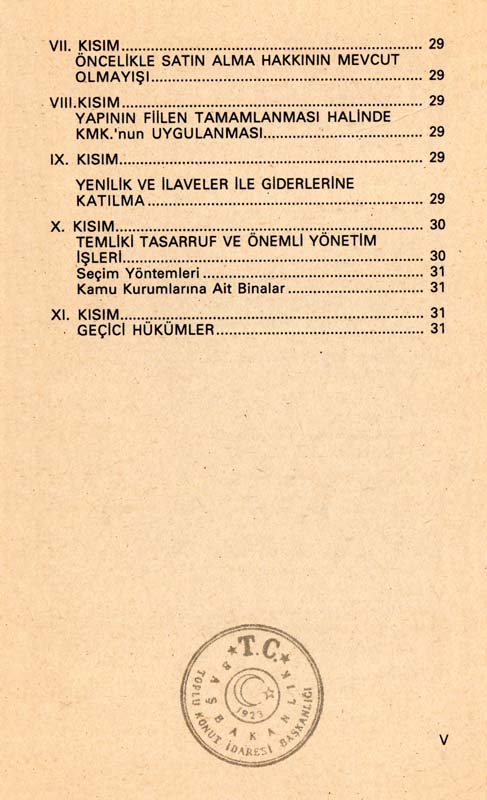 VII. KISIM.......... 29
ÖNCELİKLE SATIN ALMA HAKKININ MEVCUT
OLMAYIŞI.......... 29
VIII.KISIM.......... 29
YAPININ FİİLEN TAMAMLANMASI HALİNDE
KMK.'nun UYGULANMASI.......... 29
IX. KISIM.......... 29
YENİLİK VE İLAVELER İLE GİDERLERİNE
KATILMA.......... 29
X. KISIM.......... 30
TEMLİKİ TASARRUF VE ÖNEMLİ YÖNETİM
İŞLERİ.......... 30
Seçim Yöntemleri.......... 31
Kamu Kurumlarına Ait Binalar.......... 31
XI. KISIM.......... 31
GEÇİCİ HÜKÜMLER.......... 31
T.C.
BAŞBAKANLIK
1923
TOPLU KONUT İDARESİ BAŞKANLIĞI
V